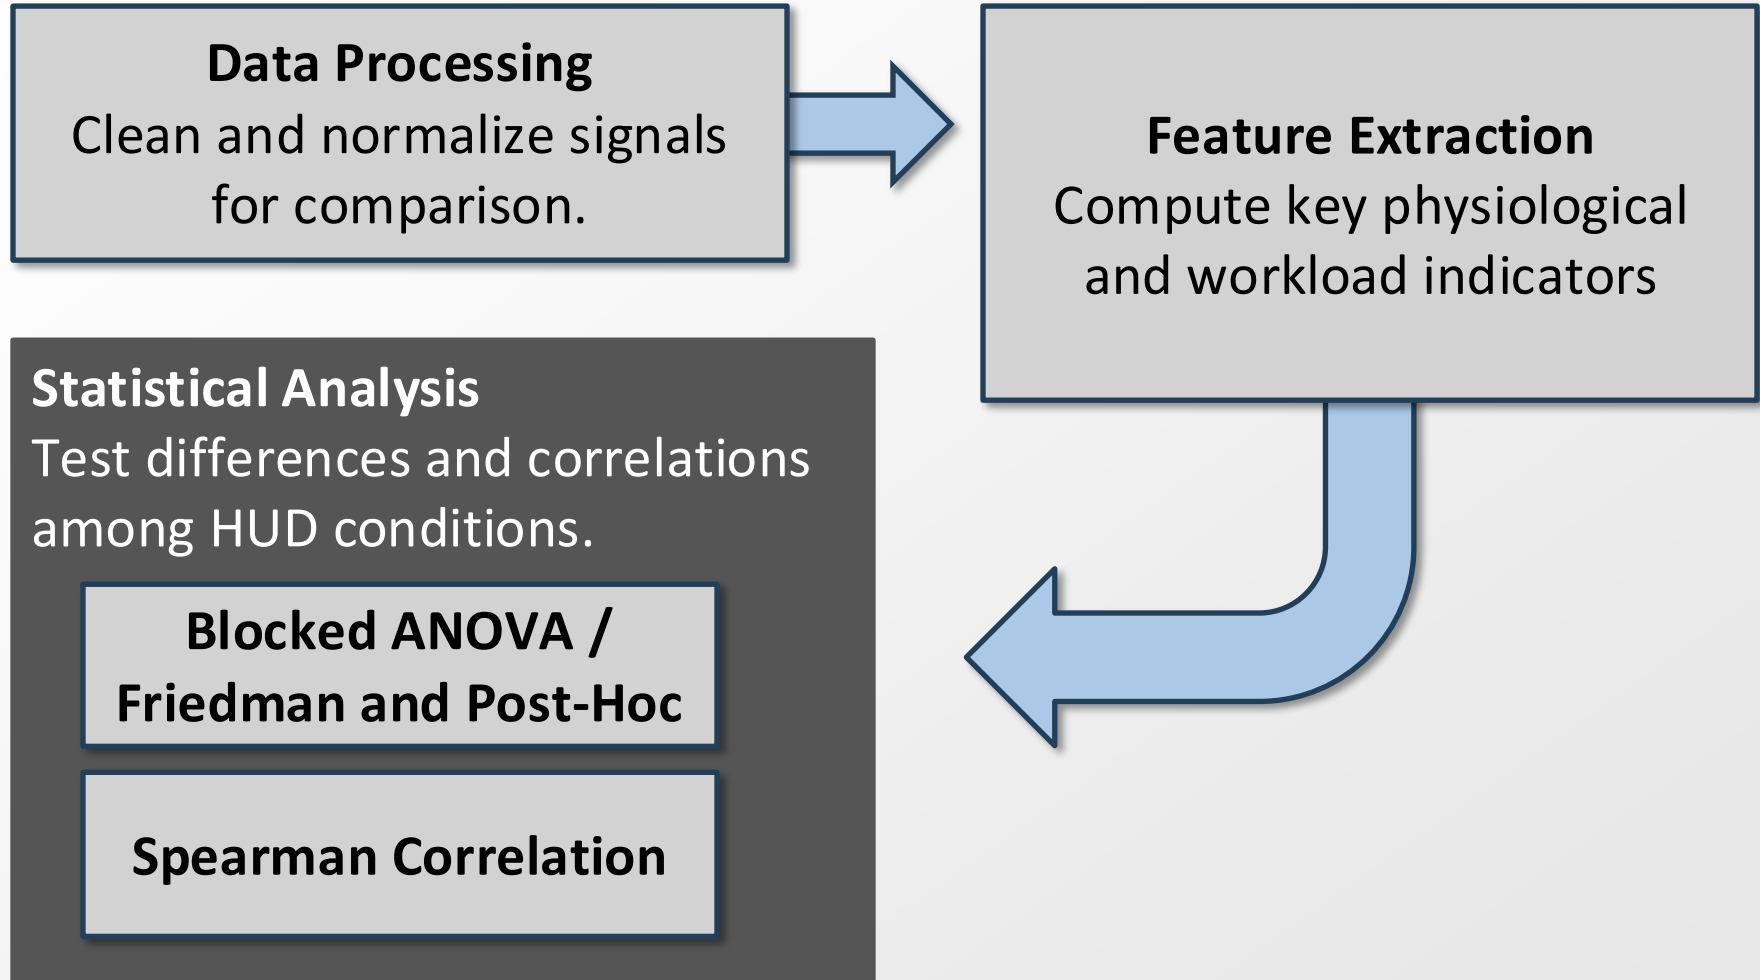 Data Processing
Clean and normalize signals
for comparison.
Feature Extraction
Compute key physiological
and workload indicators
Statistical Analysis
Test differences and correlations
among HUD conditions.
Blocked ANOVA /
Friedman and Post-Hoc
Spearman Correlation